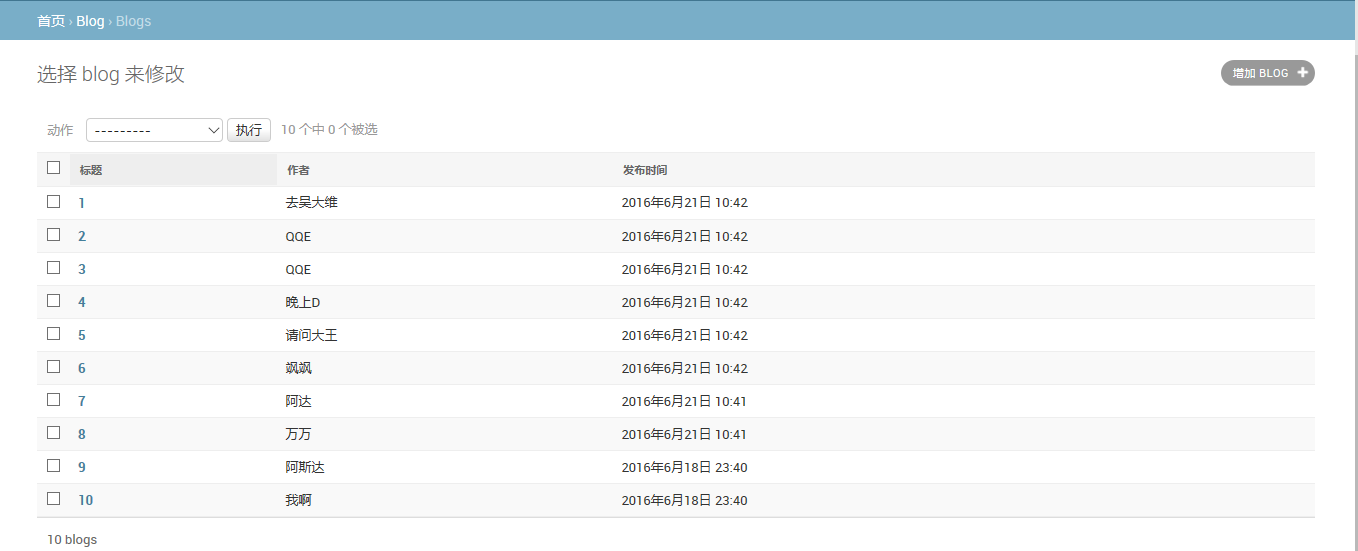 首页 › Blog › Blogs
选择 blog 来修改
增加 BLOG
动作 --------- 执行 10 个中 0 个被选
标题 作者 发布时间
1 去吴大维 2016年6月21日 10:42
2 QQE 2016年6月21日 10:42
3 QQE 2016年6月21日 10:42
4 晚上D 2016年6月21日 10:42
5 请问大王 2016年6月21日 10:42
6 飒飒 2016年6月21日 10:42
7 阿达 2016年6月21日 10:41
8 万万 2016年6月21日 10:41
9 阿斯达 2016年6月18日 23:40
10 我啊 2016年6月18日 23:40
10 blogs